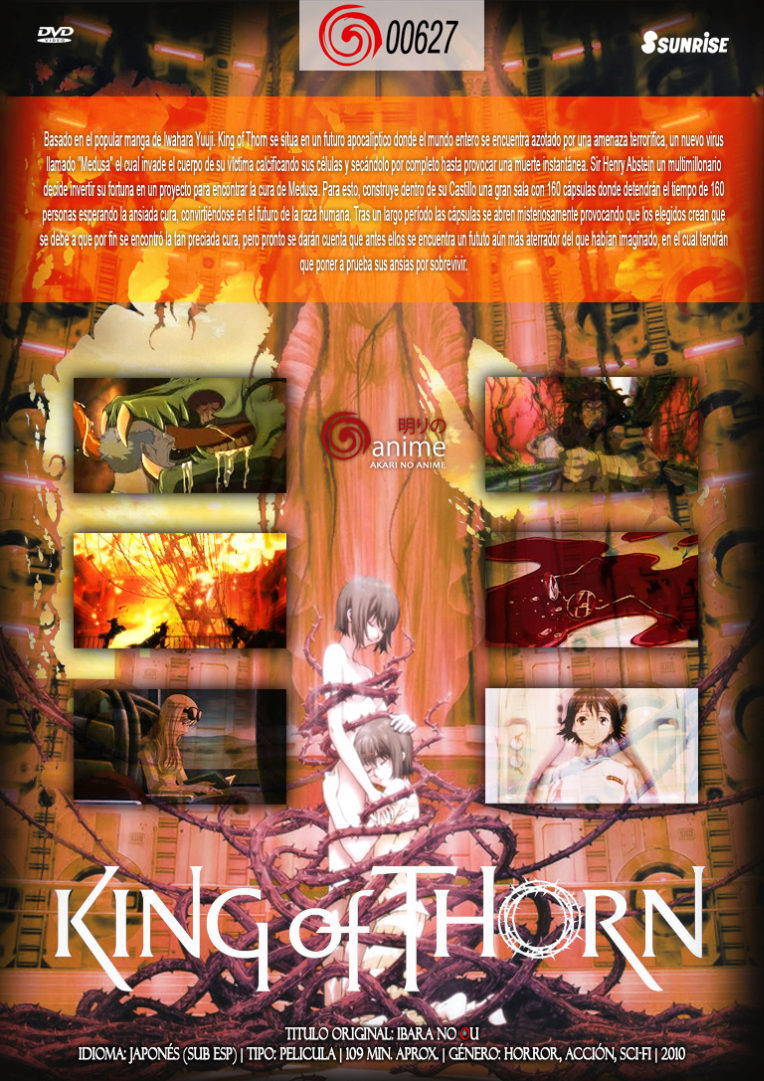 DVD
VIDEO
00627
SUNRISE
Basado en el popular manga de Iwahara Yuuji. King of Thorn se situa en un futuro apocalíptico donde el mundo entero se encuentra azotado por una amenaza terrorífica, un nuevo virus
llamado "Medusa" el cual invade el cuerpo de su víctima calcificando sus células y secándolo por completo hasta provocar una muerte instantánea. Sir Henry Abstein un multimillonario
decide invertir su fortuna en un proyecto para encontrar la cura de Medusa. Para esto, construye dentro de su Castillo una gran sala con 160 cápsulas donde detendrán el tiempo de 160
personas esperando la ansiada cura, convirtiéndose en el futuro de la raza humana. Tras un largo período las cápsulas se abren misteriosamente provocando que los elegidos crean que
se debe a que por fin se encontró la tan preciada cura, pero pronto se darán cuenta que antes ellos se encuentra un fututo aún más aterrador del que habían imaginado, en el cual tendrán
que poner a prueba sus ansias por sobrevivir.
明りの
anime
AKARI NO ANIME
KING of THORN
TITULO ORIGINAL: IBARA NO OU
IDIOMA: JAPONÉS (SUB ESP) | TIPO: PELICULA | 109 MIN. APROX. | GÉNERO: HORROR, ACCIÓN, SCI-FI | 2010